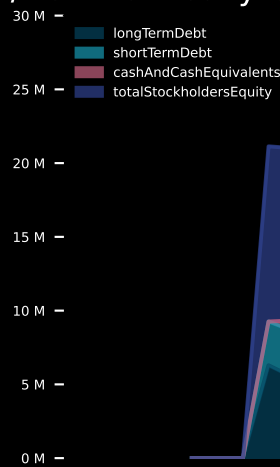 30 M
longTermDebt
shortTermDebt
cashAndCashEquivalents
totalStockholdersEquity
25 M
20 M
15 M
10 M
5 M
0 M